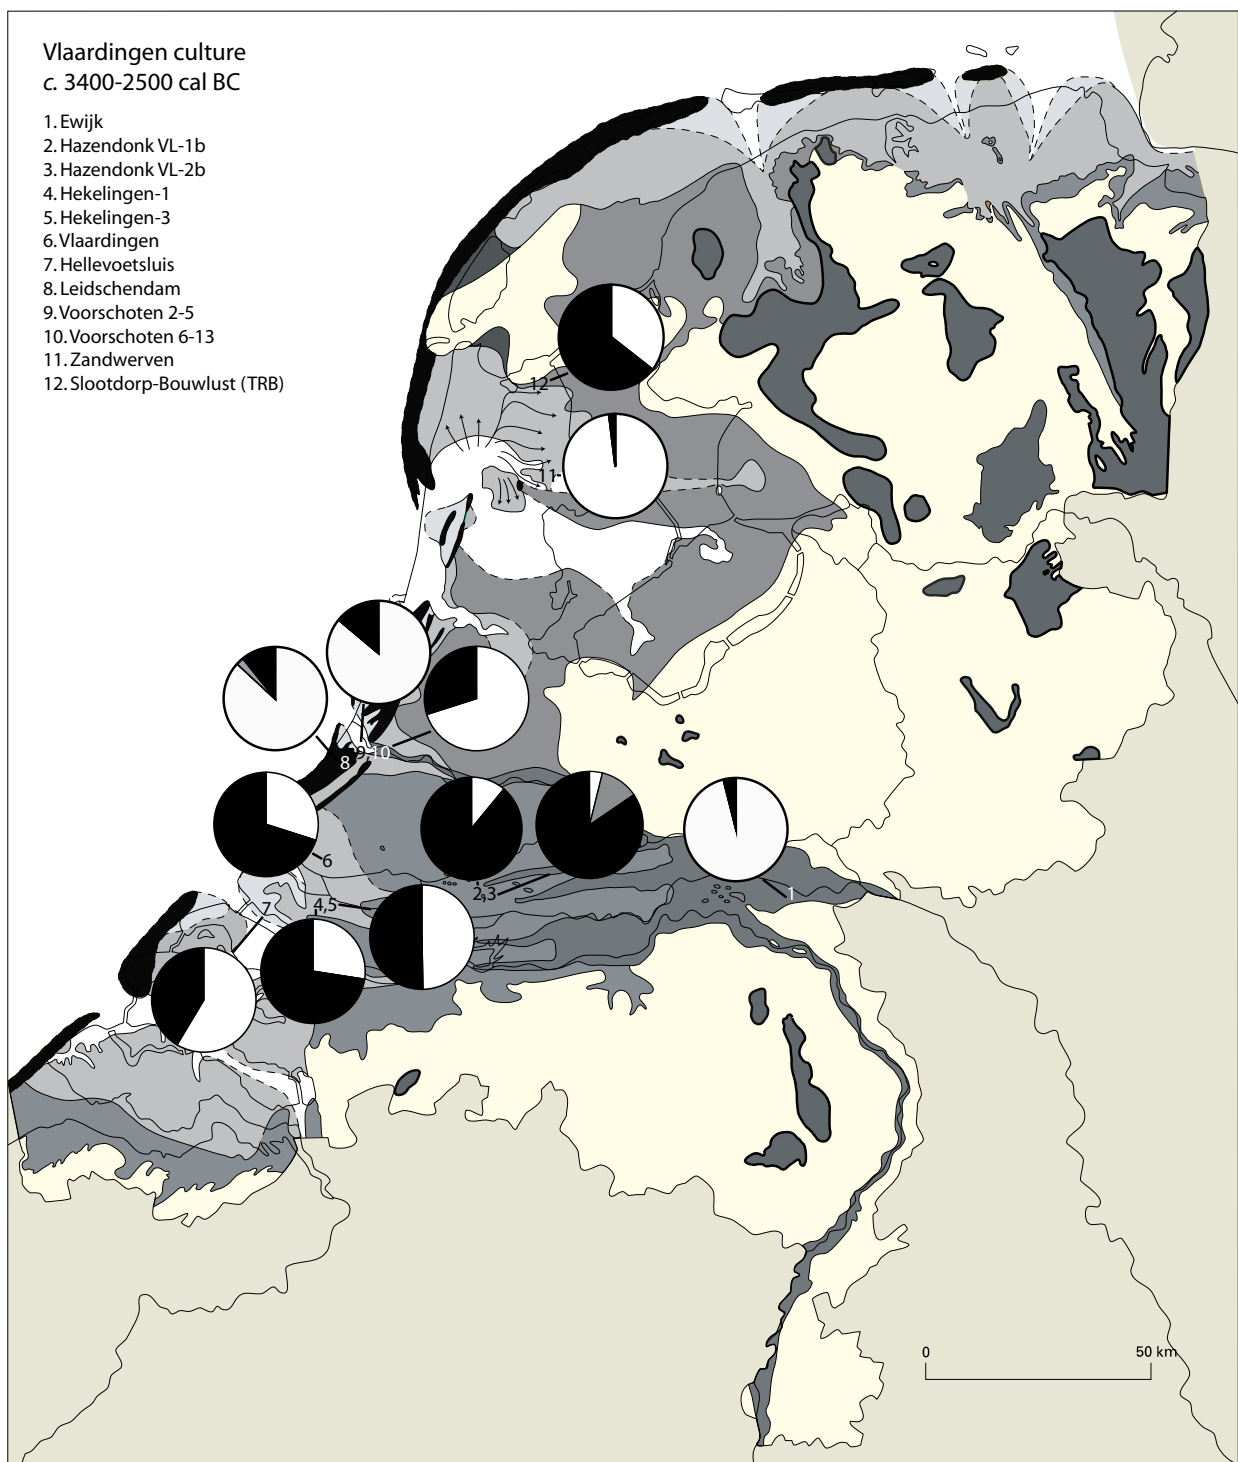 Vlaardingen culture
c. 3400-2500 cal BC
1. Ewijk
2. Hazendonk VL-1b
3. Hazendonk VL-2b
4. Hekelingen-1
5. Hekelingen-3
6. Vlaardingen
7. Hellevoetsluis
8. Leidschendam
9. Voorschoten 2-5
10. Voorschoten 6-13
11. Zandwerven
12. Slootdorp-Bouwlust (TRB)
12
11
9,10
8
6
2,3
1
4,5
7
0
50 km